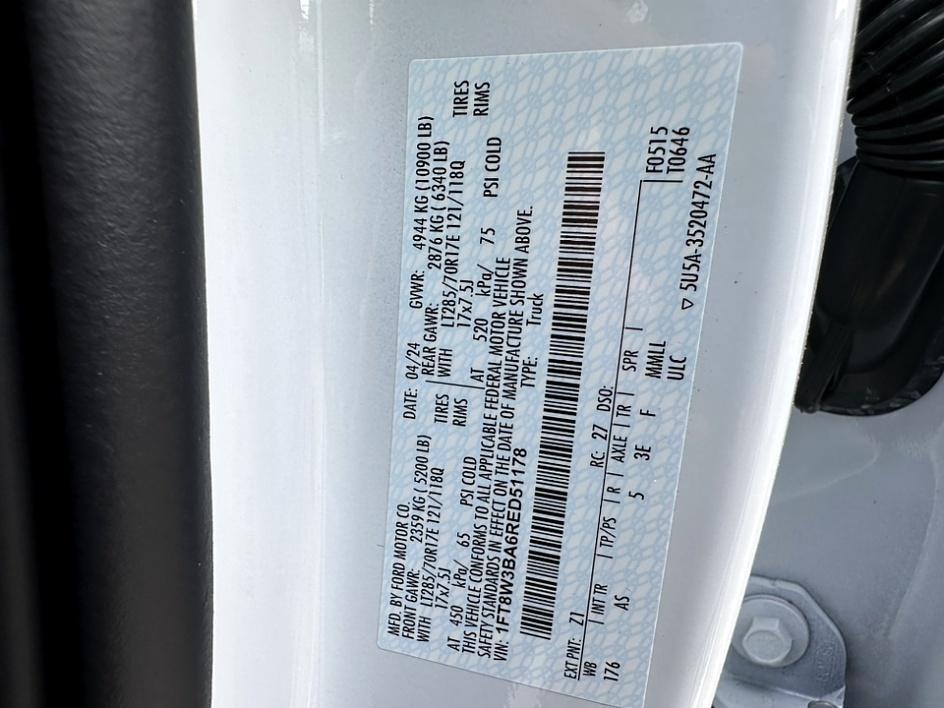 MFD. BY FORD MOTOR CO. DATE: 04/24 GVWR: 4944 KG (10900 LB)
FRONT GAWR: 2359 KG ( 5200 LB) REAR GAWR: 2876 KG ( 6340 LB)
WITH LT285/70R17E 121/118Q TIRES WITH LT285/70R17E 121/118Q TIRES
17x7.5J RIMS 17x7.5J RIMS
AT 450 kPa/ 65 PSI COLD AT 520 kPa/ 75 PSI COLD
THIS VEHICLE CONFORMS TO ALL APPLICABLE FEDERAL MOTOR VEHICLE
SAFETY STANDARDS IN EFFECT ON THE DATE OF MANUFACTURE SHOWN ABOVE.
VIN: 1FT8W3BA6RED51178 TYPE: Truck
EXT PNT: Z1 RC: 27 DSO:
WB INT TR TP/PS R AXLE TR SPR F0515
176 AS 5 3E F MMLL T0646
ULC ▽ 5U5A-3520472-AA